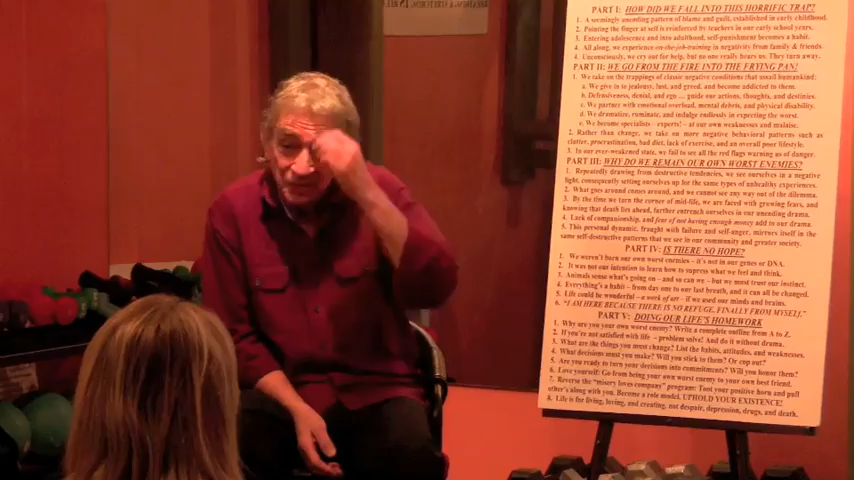 PART I: HOW DID WE FALL INTO THIS HORRIFIC TRAP?
1. A seemingly unending pattern of blame and guilt, established in early childhood.
2. Pointing the finger at self is reinforced by teachers in our early school years.
3. Entering adolescence and into adulthood, self-punishment becomes a habit.
4. All along, we experience on-the-job-training in negativity from family & friends.
5. Unconsciously, we cry out for help, but no one really hears us. They turn away.
PART II: WE GO FROM THE FIRE INTO THE FRYING PAN!
1. We take on the trappings of classic negative conditions that assail humankind:
a. We give in to jealousy, lust, and greed, and become addicted to them.
b. Defensiveness, denial, and ego ... guide our actions, thoughts, and destinies.
c. We partner with emotional overload, mental debris, and physical disability.
d. We dramatize, ruminate, and indulge endlessly in expecting the worst.
e. We become specialists - experts! - at our own weaknesses and malaise.
2. Rather than change, we take on more negative behavioral patterns such as
clutter, procrastination, bad diet, lack of exercise, and an overall poor lifestyle.
3. In our ever-weakened state, we fail to see all the red flags warning us of danger.
PART III: WHY DO WE REMAIN OUR OWN WORST ENEMIES?
1. Repeatedly drawing from destructive tendencies, we see ourselves in a negative
light, consequently setting ourselves up for the same types of unhealthy experiences.
2. What goes around comes around, and we cannot see any way out of the dilemma.
3. By the time we turn the corner of mid-life, we are faced with growing fears, and
knowing that death lies ahead, further entrench ourselves in our unending drama.
4. Lack of companionship, and fear of not having enough money add to our drama.
5. This personal dynamic, fraught with failure and self-anger, mirrors itself in the
same self-destructive patterns that we see in our community and greater society.
PART IV: IS THERE NO HOPE?
1. We weren't born our own worst enemies - it's not in our genes or DNA.
2. It was not our intention to learn how to supress what we feel and think.
3. Animals sense what's going on - and so can we - but we must trust our instinct.
4. Everything's a habit - from day one to our last breath, and it can all be changed.
5. Life could be wonderful - a work of art - if we used our minds and brains.
6. "I AM HERE BECAUSE THERE IS NO REFUGE, FINALLY FROM MYSELF."
PART V: DOING OUR LIFE'S HOMEWORK
1. Why are you your own worst enemy? Write a complete outline from A to Z.
2. If you're not satisfied with life - problem solve! And do it without drama.
3. What are the things you must change? List the habits, attitudes, and weaknesses.
4. What decisions must you make? Will you stick to them? Or cop out?
5. Are you ready to turn your decisions into commitments? Will you honor them?
6. Love yourself! Go from being your own worst enemy to your own best friend.
7. Reverse the "misery loves company" program: Toot your positive horn and pull
others along with you. Become a role model. UPHOLD YOUR EXISTENCE!
8. Life is for living, loving, and creating, not despair, depression, drugs, and death.